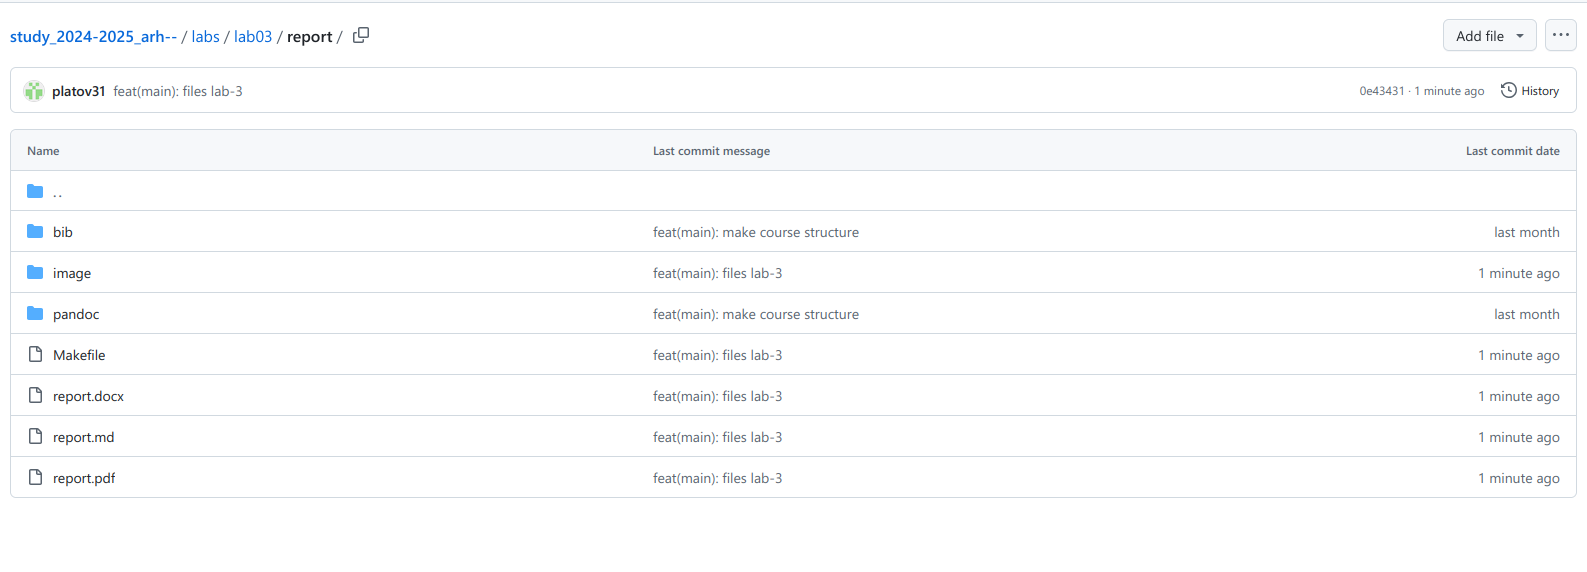 study_2024-2025_arh-- / labs / lab03 / report / Add file ...
platov31 feat(main): files lab-3 0e43431 · 1 minute ago History
Name Last commit message Last commit date
..
bib feat(main): make course structure last month
image feat(main): files lab-3 1 minute ago
pandoc feat(main): make course structure last month
Makefile feat(main): files lab-3 1 minute ago
report.docx feat(main): files lab-3 1 minute ago
report.md feat(main): files lab-3 1 minute ago
report.pdf feat(main): files lab-3 1 minute ago